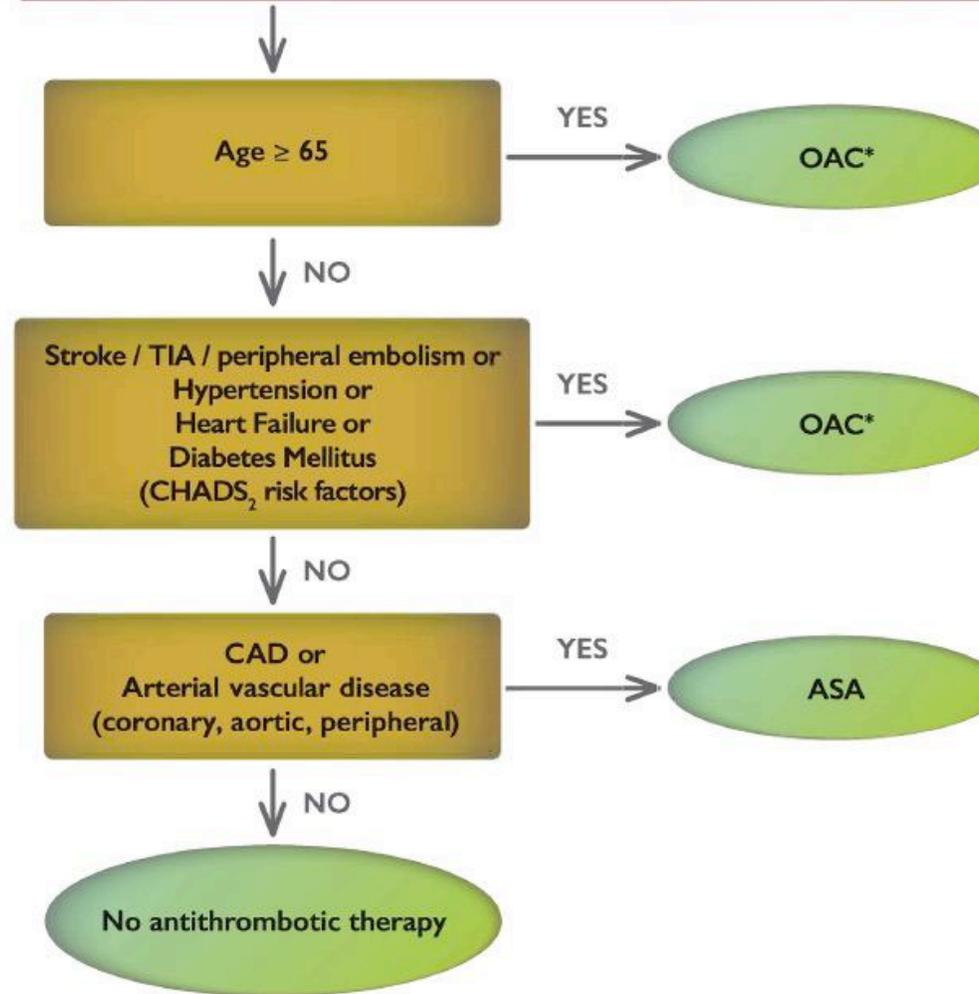 Age ≥ 65
YES
OAC*
NO
Stroke / TIA / peripheral embolism or
Hypertension or
Heart Failure or
Diabetes Mellitus
(CHADS₂ risk factors)
YES
OAC*
NO
CAD or
Arterial vascular disease
(coronary, aortic, peripheral)
YES
ASA
NO
No antithrombotic therapy